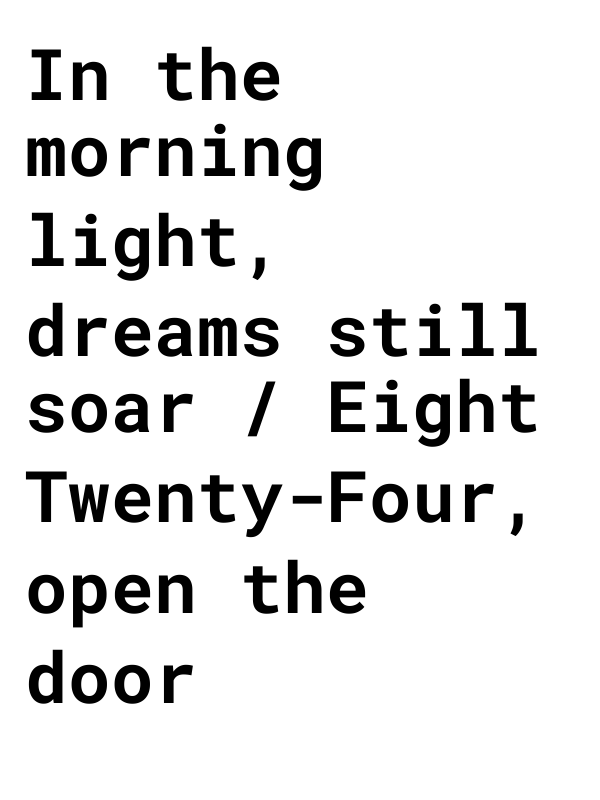 In the
morning
light,
dreams still
soar / Eight
Twenty-Four,
open the
door